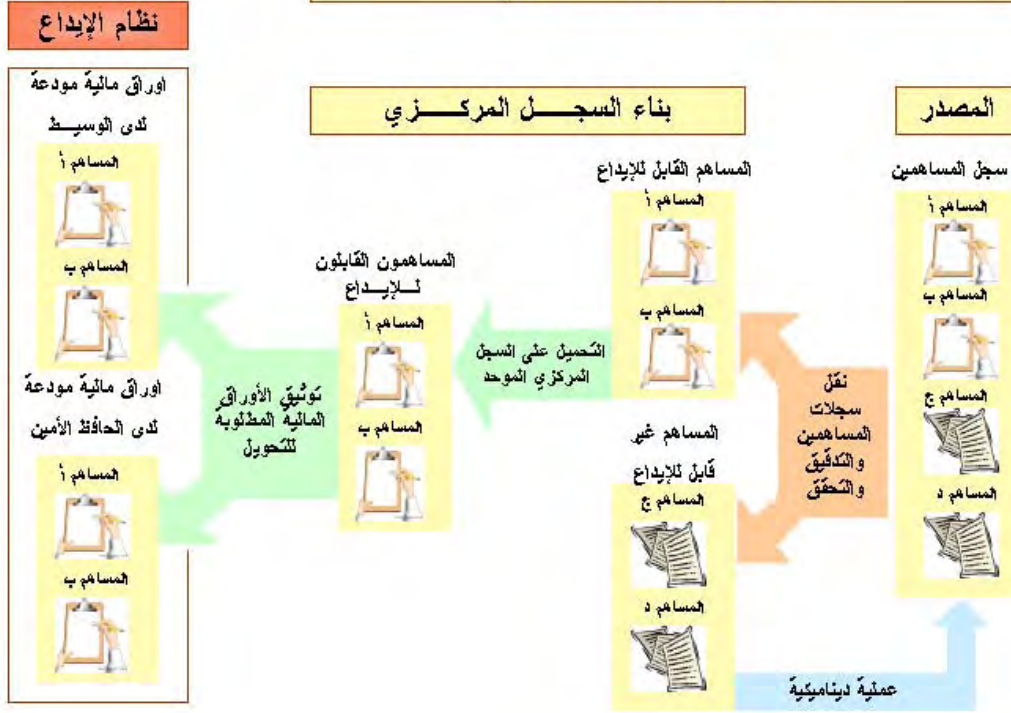 نظام الإيداع
بناء السجـــل المركــــزي
المصدر
سجل المساهمين
المساهم أ
المساهم ب
المساهم ج
المساهم د
نقل
سجلات
المساهمين
والتدقيق
والتحقق
المساهم القابل للإيداع
المساهم أ
المساهم ب
المساهم غير
قابل للإيداع
المساهم ج
المساهم د
عملية ديناميكية
التحميل على السجل
المركزي الموحد
المساهمون القابلون
لــلإيــــداع
المساهم أ
المساهم ب
توثيق الأوراق
المالية المطلوبة
للتحويل
اوراق مالية مودعة
لدى الوسيـــط
المساهم أ
المساهم ب
اوراق مالية مودعة
لدى الحافظ الأمين
المساهم أ
المساهم ب